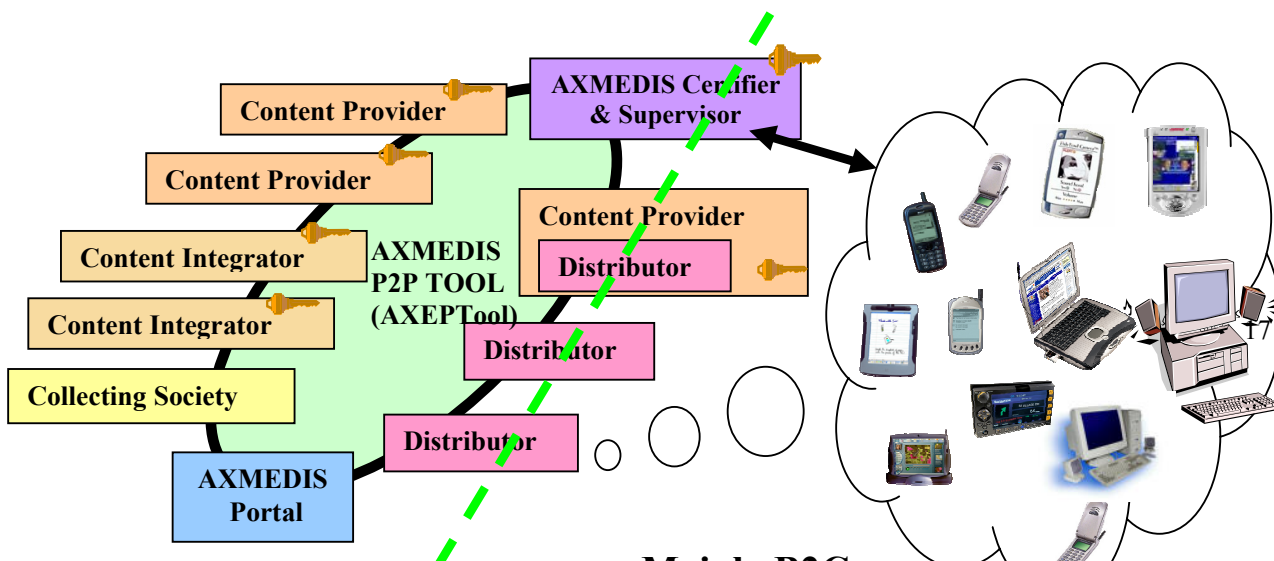 AXMEDIS Certifier
& Supervisor
Content Provider
Content Provider
Content Provider
Distributor
Content Integrator
AXMEDIS
P2P TOOL
(AXEPTool)
Content Integrator
Distributor
Collecting Society
Distributor
AXMEDIS
Portal
17